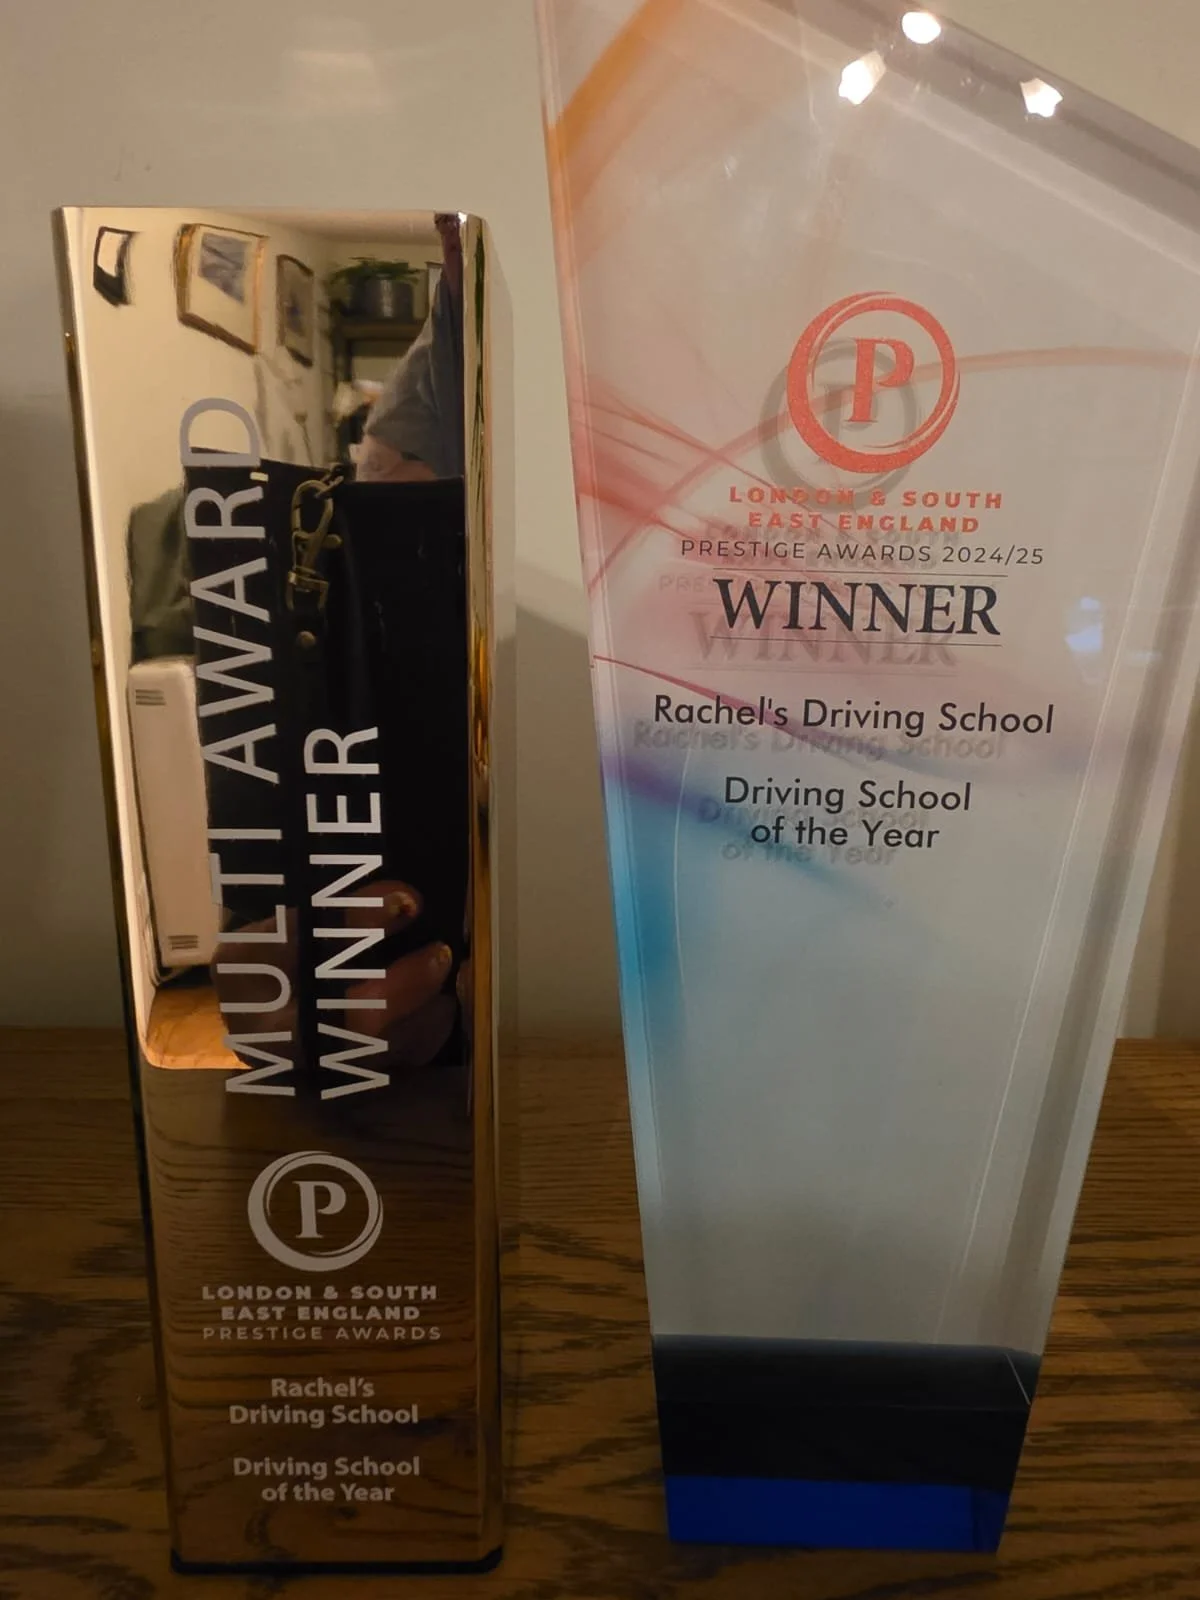 MULTI AWARD
WINNER
P
LONDON & SOUTH
EAST ENGLAND
PRESTIGE AWARDS
Rachel's
Driving School
Driving School
of the Year
P
LONDON & SOUTH
EAST ENGLAND
PRESTIGE AWARDS 2024/25
WINNER
Rachel's Driving School
Driving School
of the Year